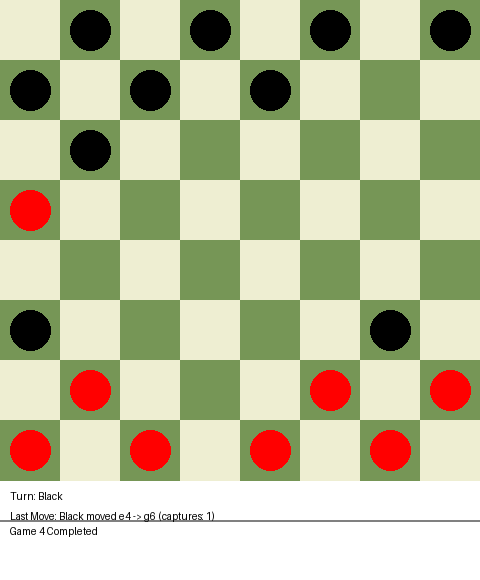 Turn: Black
Last Move: Black moved e4 -> g6 (captures: 1)
Game 4 Completed